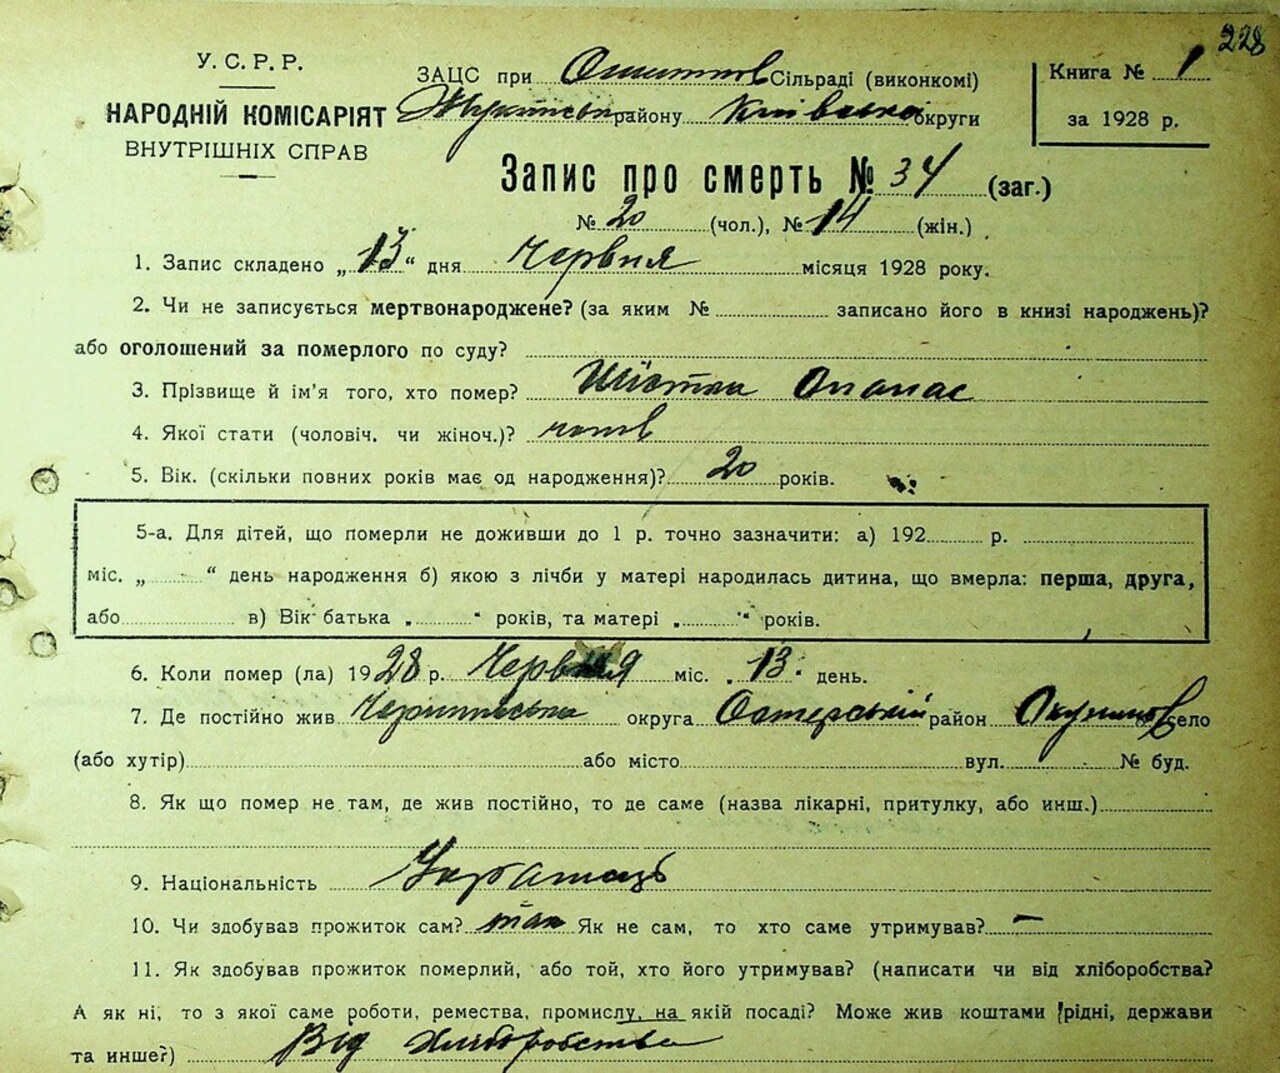 228
У. С. Р. Р.
НАРОДНІЙ КОМІСАРІЯТ
ВНУТРІШНІХ СПРАВ
ЗАЦС при Сільраді (виконкомі)
району Київської округи
Книга № 1
за 1928 р.
Запис про смерть № 34 (заг.)
№ 20 (чол.), № 14 (жін.)
1. Запис складено „13“ дня Червня місяця 1928 року.
2. Чи не записується мертвонароджене? (за яким № записано його в книзі народжень)?
або оголошений за померлого по суду?
3. Прізвище й ім’я того, хто помер? Опанас
4. Якої стати (чоловіч. чи жіноч.)? чолов
5. Вік. (скільки повних років має од народження)? 20 років.
5-а. Для дітей, що померли не доживши до 1 р. точно зазначити: а) 192 р.
міс. „ “ день народження б) якою з лічби у матері народилась дитина, що вмерла: перша, друга,
або в) Вік батька „ “ років, та матері „ “ років.
6. Коли помер (ла) 1928 р. Червня міс. „13“ день.
7. Де постійно жив округа Остерський район Окунинов село
(або хутір) або місто вул. № буд.
8. Як що помер не там, де жив постійно, то де саме (назва лікарні, притулку, або инш.)
9. Національність
10. Чи здобував прожиток сам? так Як не сам, то хто саме утримував? —
11. Як здобував прожиток померлий, або той, хто його утримував? (написати чи від хліборобства?
А як ні, то з якої саме роботи, ремества, промислу, на якій посаді? Може жив коштами рідні, держави
та инше?) Від Хліборобства